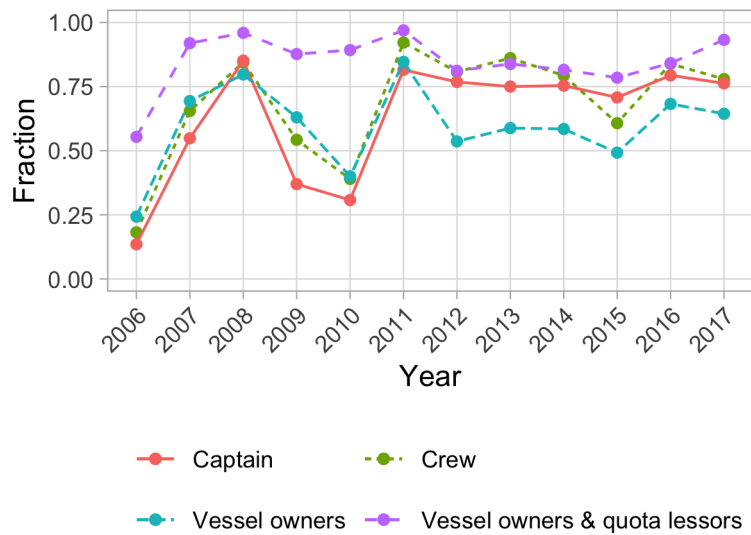 1.00
0.75
0.50
0.25
0.00
Fraction
2006 2007 2008 2009 2010 2011 2012 2013 2014 2015 2016 2017
Year
Captain Crew
Vessel owners Vessel owners & quota lessors